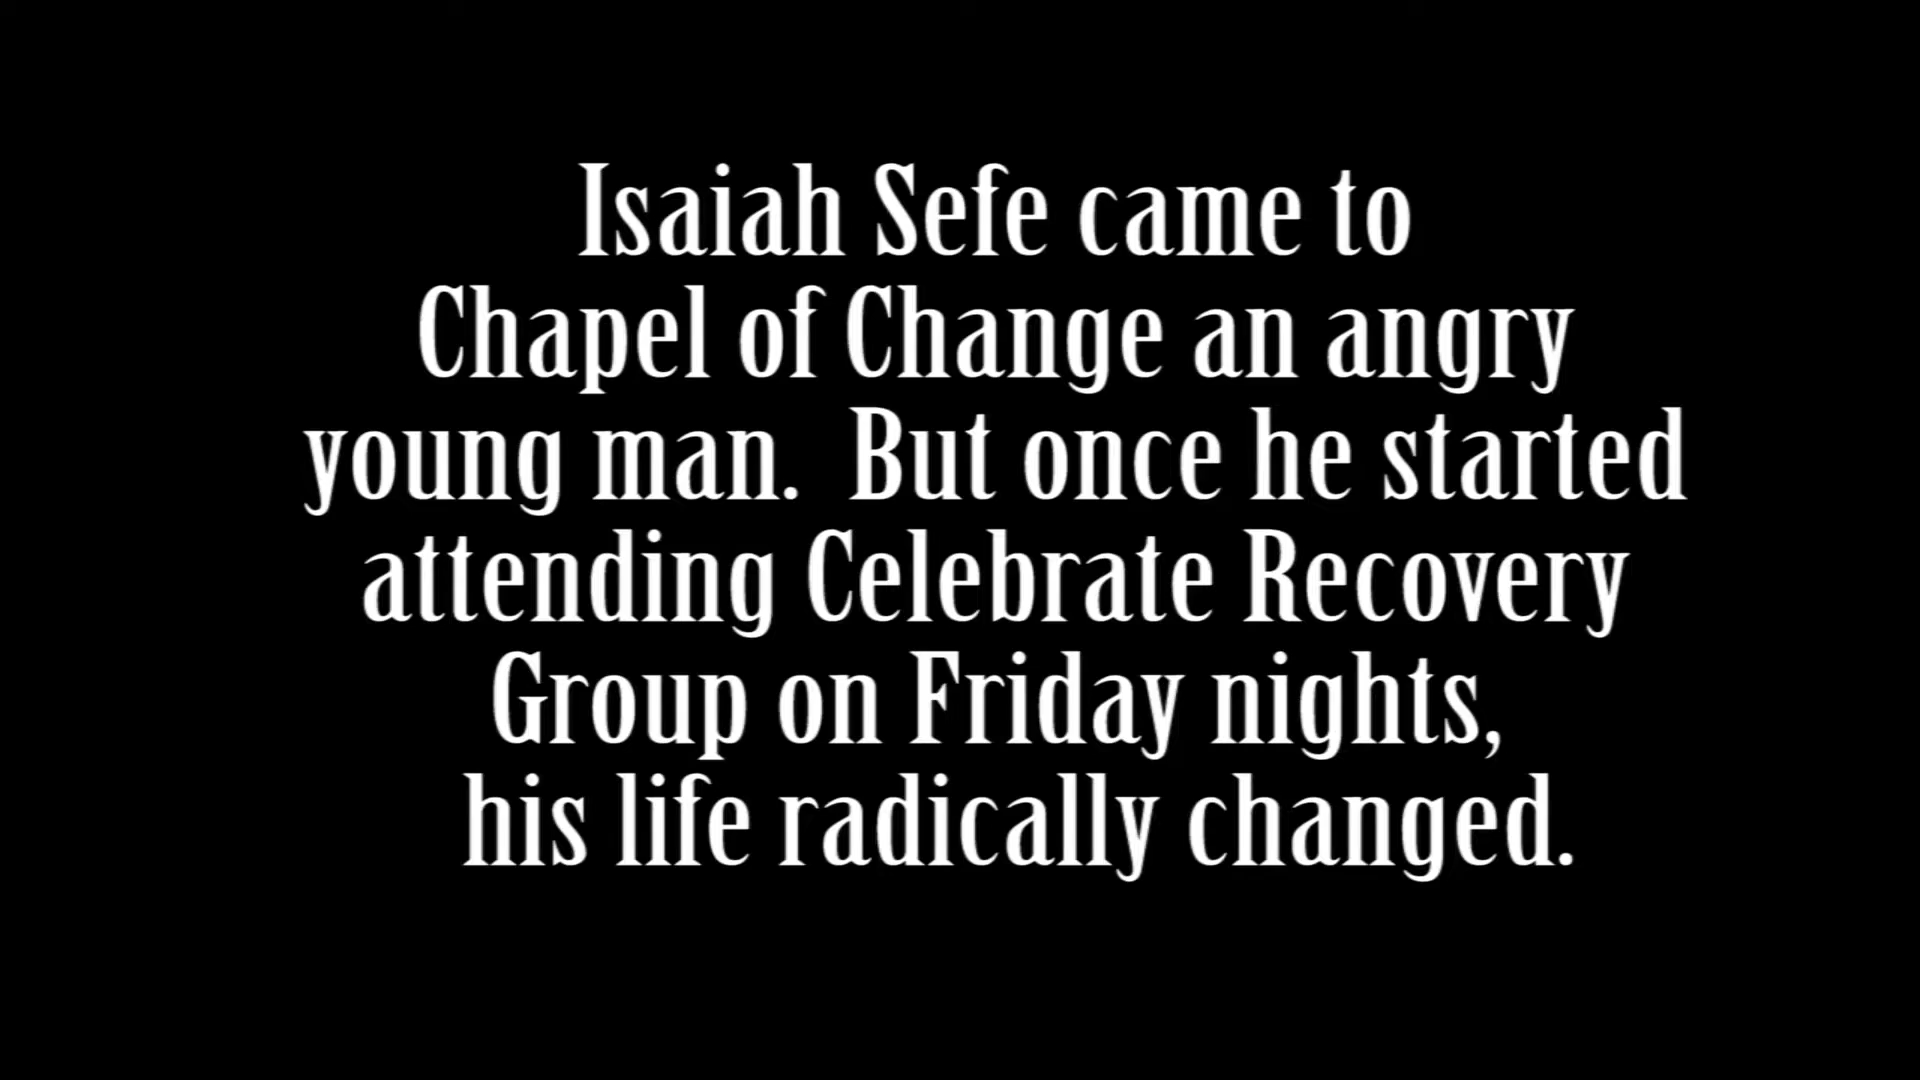 Isaiah Sefe came to
Chapel of Change an angry
young man.  But once he started
attending Celebrate Recovery
Group on Friday nights,
his life radically changed.